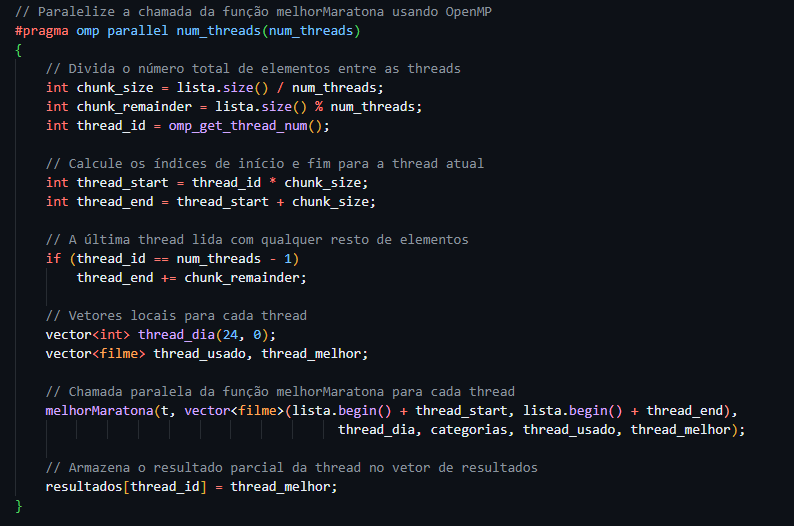 // Paralelize a chamada da função melhorMaratona usando OpenMP
#pragma omp parallel num_threads(num_threads)
{
    // Divida o número total de elementos entre as threads
    int chunk_size = lista.size() / num_threads;
    int chunk_remainder = lista.size() % num_threads;
    int thread_id = omp_get_thread_num();

    // Calcule os índices de início e fim para a thread atual
    int thread_start = thread_id * chunk_size;
    int thread_end = thread_start + chunk_size;

    // A última thread lida com qualquer resto de elementos
    if (thread_id == num_threads - 1)
        thread_end += chunk_remainder;

    // Vetores locais para cada thread
    vector<int> thread_dia(24, 0);
    vector<filme> thread_usado, thread_melhor;

    // Chamada paralela da função melhorMaratona para cada thread
    melhorMaratona(t, vector<filme>(lista.begin() + thread_start, lista.begin() + thread_end),
                                        thread_dia, categorias, thread_usado, thread_melhor);

    // Armazena o resultado parcial da thread no vetor de resultados
    resultados[thread_id] = thread_melhor;
}